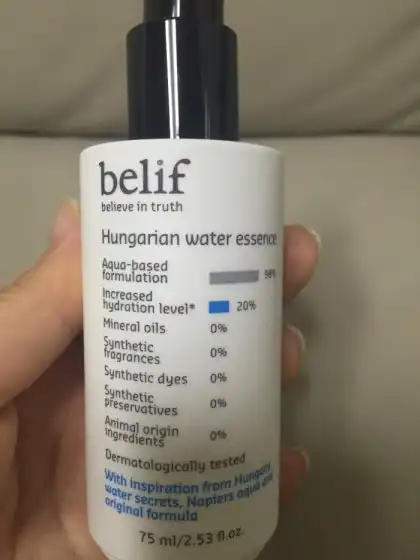 belif
believe in truth
Hungarian water essence
Aqua-based
formulation 98%
Increased
hydration level* 20%
Mineral oils 0%
Synthetic
fragrances 0%
Synthetic dyes 0%
Synthetic
preservatives 0%
Animal origin
ingredients 0%
Dermatologically tested
With inspiration from Hungary
water secrets, Napiers aqua
original formula
75 ml/2.53 fl.oz.